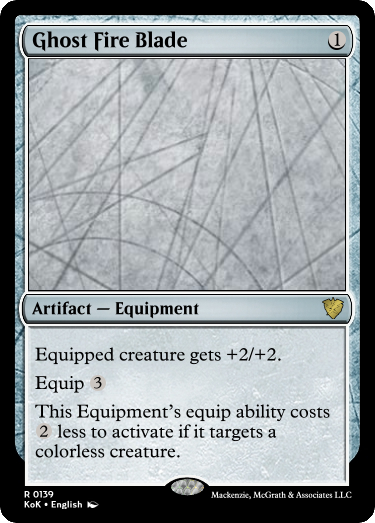 Ghost Fire Blade 1
Artifact — Equipment
Equipped creature gets +2/+2.
Equip 3
This Equipment's equip ability costs
2 less to activate if it targets a
colorless creature.
R 0139
KoK • English
Mackenzie, McGrath & Associates LLC